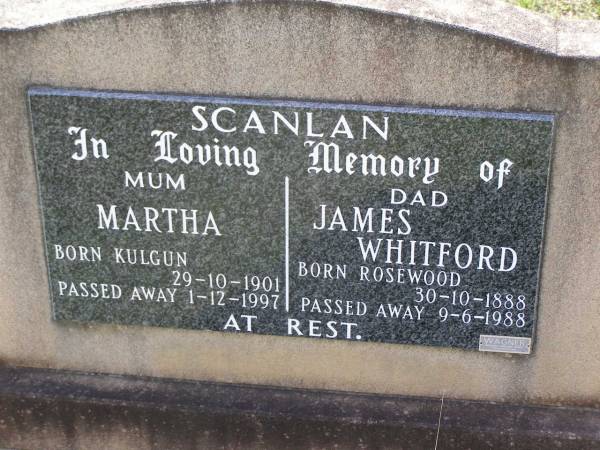 SCANLAN
In Loving Memory of
MUM
MARTHA
BORN KULGUN
29-10-1901
PASSED AWAY 1-12-1997
DAD
JAMES
WHITFORD
BORN ROSEWOOD
30-10-1888
PASSED AWAY 9-6-1988
AT REST.
WAGNER